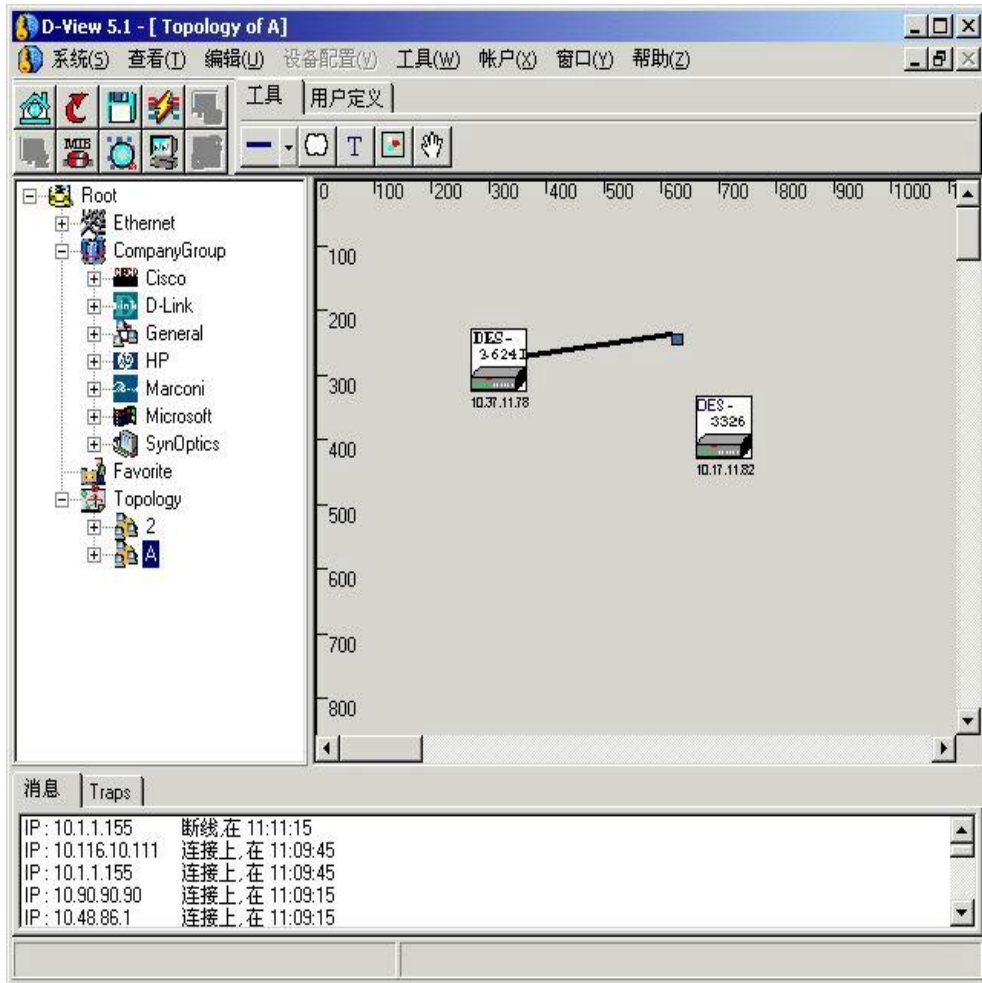 D-View 5.1 - [ Topology of A]
系统(S) 查看(T) 编辑(U) 设备配置(V) 工具(W) 帐户(X) 窗口(Y) 帮助(Z)
工具 用户定义
MIB
T
Root
Ethernet
CompanyGroup
Cisco
D-Link
General
HP
Marconi
Microsoft
SynOptics
Favorite
Topology
2
A
0 100 200 300 400 500 600 700 800 900 1000
100
200
300
400
500
600
700
800
DES-
3624I
10.37.11.78
DES-
3326
10.17.11.82
消息 Traps
IP : 10.1.1.155 断线,在 11:11:15
IP : 10.116.10.111 连接上,在 11:09:45
IP : 10.1.1.155 连接上,在 11:09:45
IP : 10.90.90.90 连接上,在 11:09:15
IP : 10.48.86.1 连接上,在 11:09:15